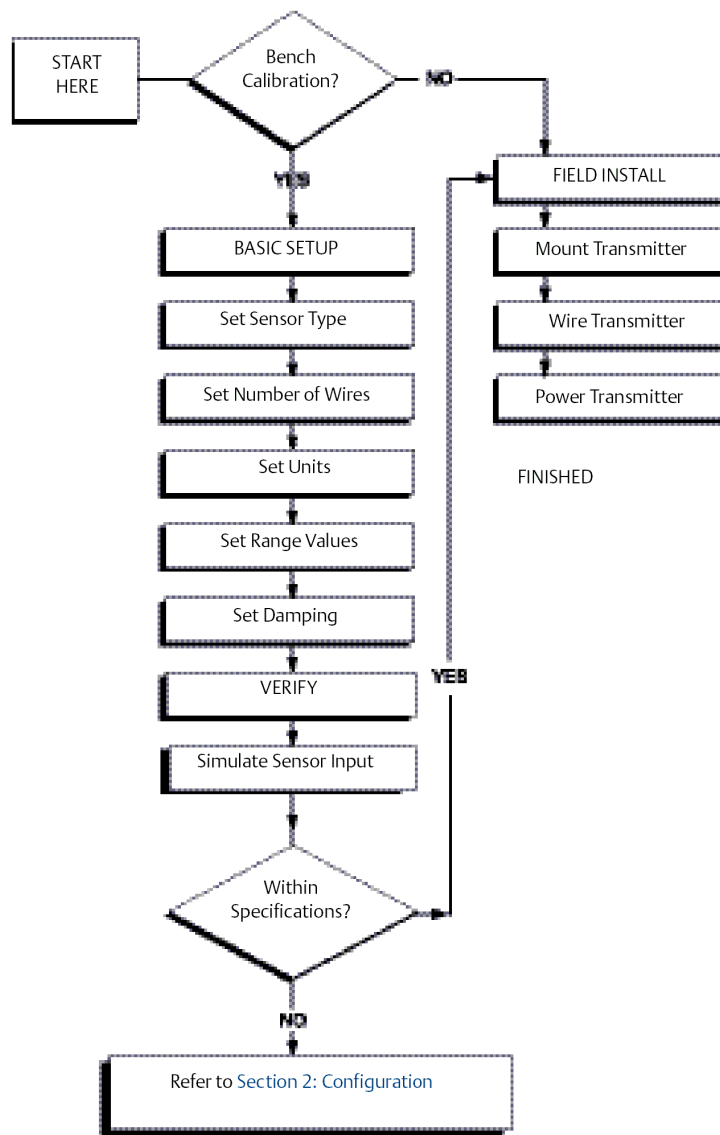 START
HERE
Bench
Calibration?
NO
YES
FIELD INSTALL
BASIC SETUP
Mount Transmitter
Set Sensor Type
Wire Transmitter
Set Number of Wires
Power Transmitter
Set Units
FINISHED
Set Range Values
Set Damping
VERIFY
YES
Simulate Sensor Input
Within
Specifications?
NO
Refer to Section 2: Configuration